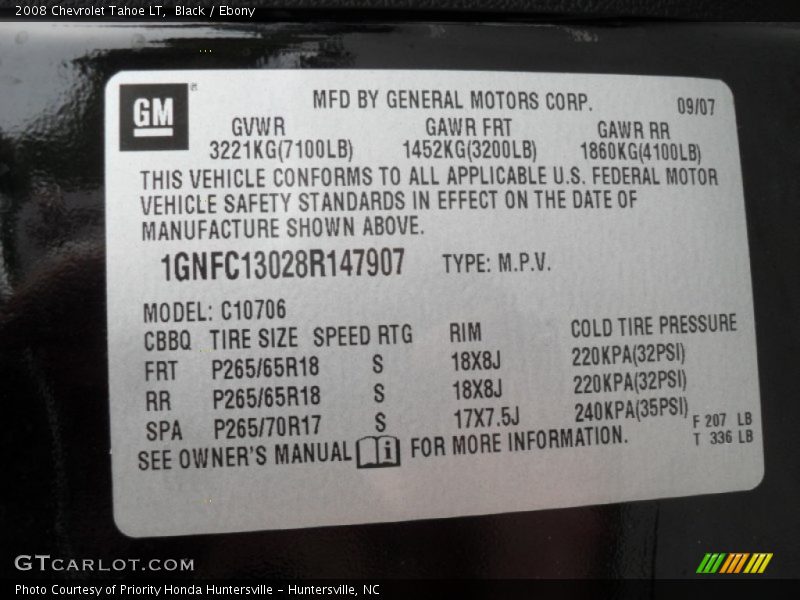 2008 Chevrolet Tahoe LT, Black / Ebony
GM ®
MFD BY GENERAL MOTORS CORP. 09/07
GVWR GAWR FRT GAWR RR
3221KG(7100LB) 1452KG(3200LB) 1860KG(4100LB)
THIS VEHICLE CONFORMS TO ALL APPLICABLE U.S. FEDERAL MOTOR
VEHICLE SAFETY STANDARDS IN EFFECT ON THE DATE OF
MANUFACTURE SHOWN ABOVE.
1GNFC13028R147907 TYPE: M.P.V.
MODEL: C10706
CBBQ TIRE SIZE SPEED RTG RIM COLD TIRE PRESSURE
FRT P265/65R18 S 18X8J 220KPA(32PSI)
RR P265/65R18 S 18X8J 220KPA(32PSI)
SPA P265/70R17 S 17X7.5J 240KPA(35PSI)
F 207 LB
T 336 LB
SEE OWNER'S MANUAL i FOR MORE INFORMATION.
GTCARLOT.COM
Photo Courtesy of Priority Honda Huntersville - Huntersville, NC